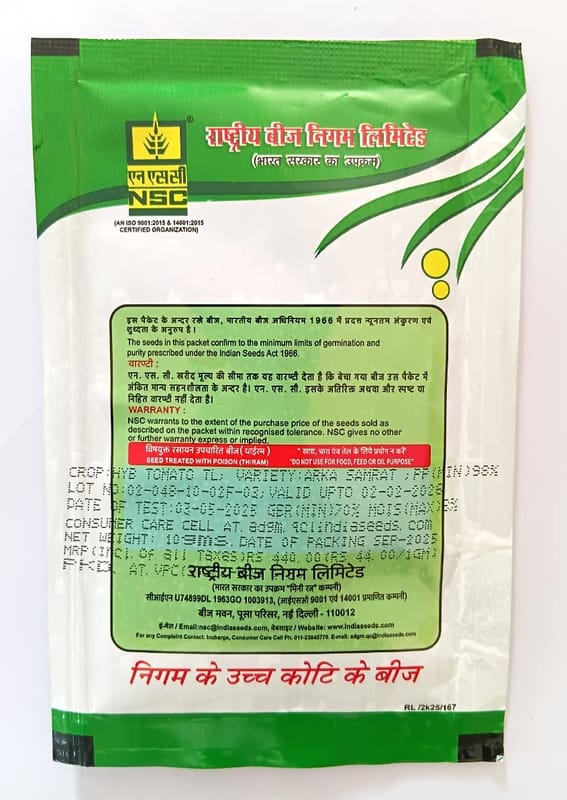 राष्ट्रीय बीज निगम लिमिटेड
(भारत सरकार का उपक्रम)
एन एस सी
NSC
(AN ISO 9001:2015 & 14001:2015
CERTIFIED ORGANIZATION)
इस पैकेट के अन्दर रखे बीज, भारतीय बीज अधिनियम 1966 में प्रदत्त न्यूनतम अंकुरण एवं
शुध्दता के अनुरुप है।
The seeds in this packet confirm to the minimum limits of germination and
purity prescribed under the Indian Seeds Act 1966.
वारण्टी :
एन. एस. सी. खरीद मूल्य की सीमा तक यह वारण्टी देता है कि बेचा गया बीज उस पैकेट में
अंकित मान्य सहनशीलता के अन्दर है। एन. एस. सी. इसके अतिरिक्त अथवा और स्पष्ट या
निहित वारण्टी नहीं देता है।
WARRANTY :
NSC warrants to the extent of the purchase price of the seeds sold as
described on the packet within recognised tolerance. NSC gives no other
or further warranty express or implied.
विषयुक्त रसायन उपचारित बीज (थाईरम)
SEED TREATED WITH POISON (THIRAM)
" खाद्य, चारा एंव तेल के लिये प्रयोग न करें"
"DO NOT USE FOR FOOD, FEED OR OIL PURPOSE"
CROP:HYB TOMATO TL; VARIETY:ARKA SAMRAT ;PP(MIN)98%
LOT NO:02-048-10-02F-03;VALID UPTO 02-02-2026
DATE OF TEST:03-05-2025 GER(MIN)70% MOIS(MAX)8%
CONSUMER CARE CELL AT. adgm.qc@indiaseeds.com
NET WEIGHT: 10gms. DATE OF PACKING SEP-2025
MRP(Incl.Of all Taxes)RS 440.00(RS 44.00/1GM)
PKD. AT. VPC(
राष्ट्रीय बीज निगम लिमिटेड
(भारत सरकार का उपक्रम "मिनी रत्न" कम्पनी)
सीआईएन U74899DL 1963GO 1003913, (आईएसओ 9001 एवं 14001 प्रमाणित कम्पनी)
बीज भवन, पूसा परिसर, नई दिल्ली - 110012
ई-मेल / Email:nsc@indiaseeds.com, वेबसाइट / Website: www.indiaseeds.com
For any Complaint Contact: Incharge, Consumer Care Cell Ph. 011-25840770, E-mail: adgm.qc@indiaseeds.com
निगम के उच्च कोटि के बीज
RL /2k25/167